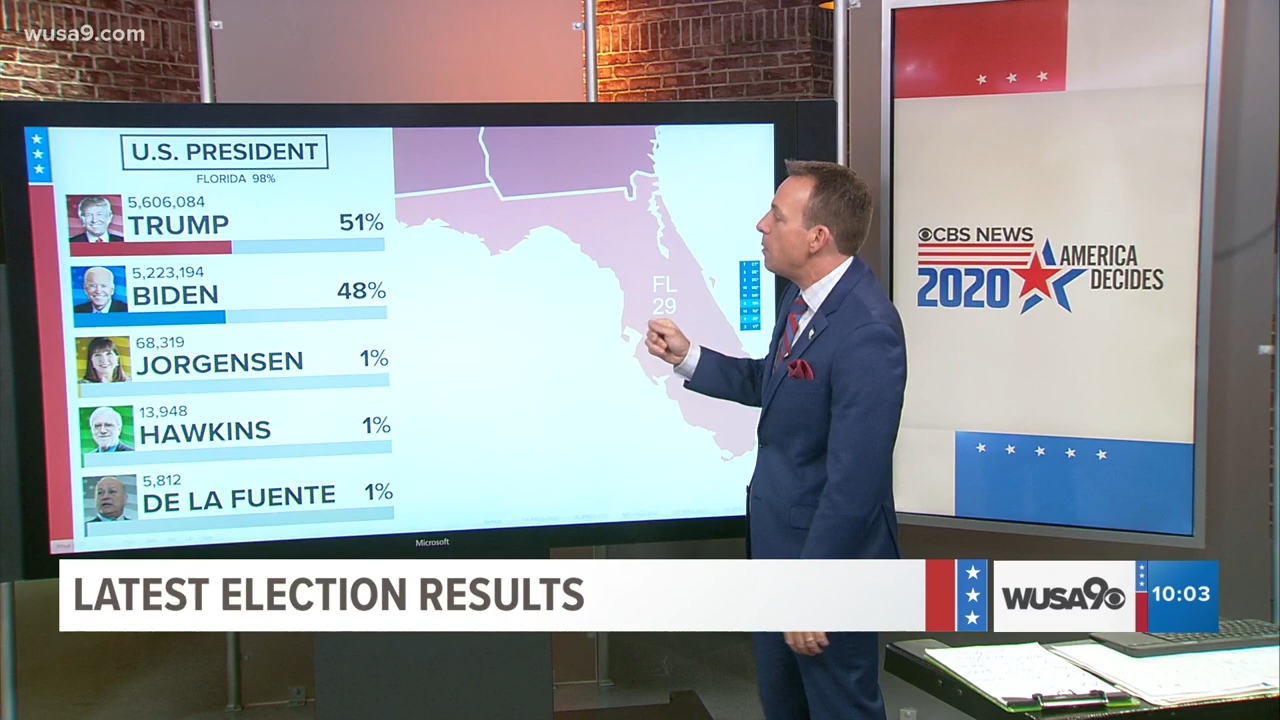 wusa9.com
U.S. PRESIDENT
FLORIDA 98%
5,606,084
TRUMP 51%
5,223,194
BIDEN 48%
68,319
JORGENSEN 1%
13,948
HAWKINS 1%
5,812
DE LA FUENTE 1%
FL
29
Microsoft
CBS NEWS
2020
AMERICA
DECIDES
LATEST ELECTION RESULTS
WUSA9
10:03